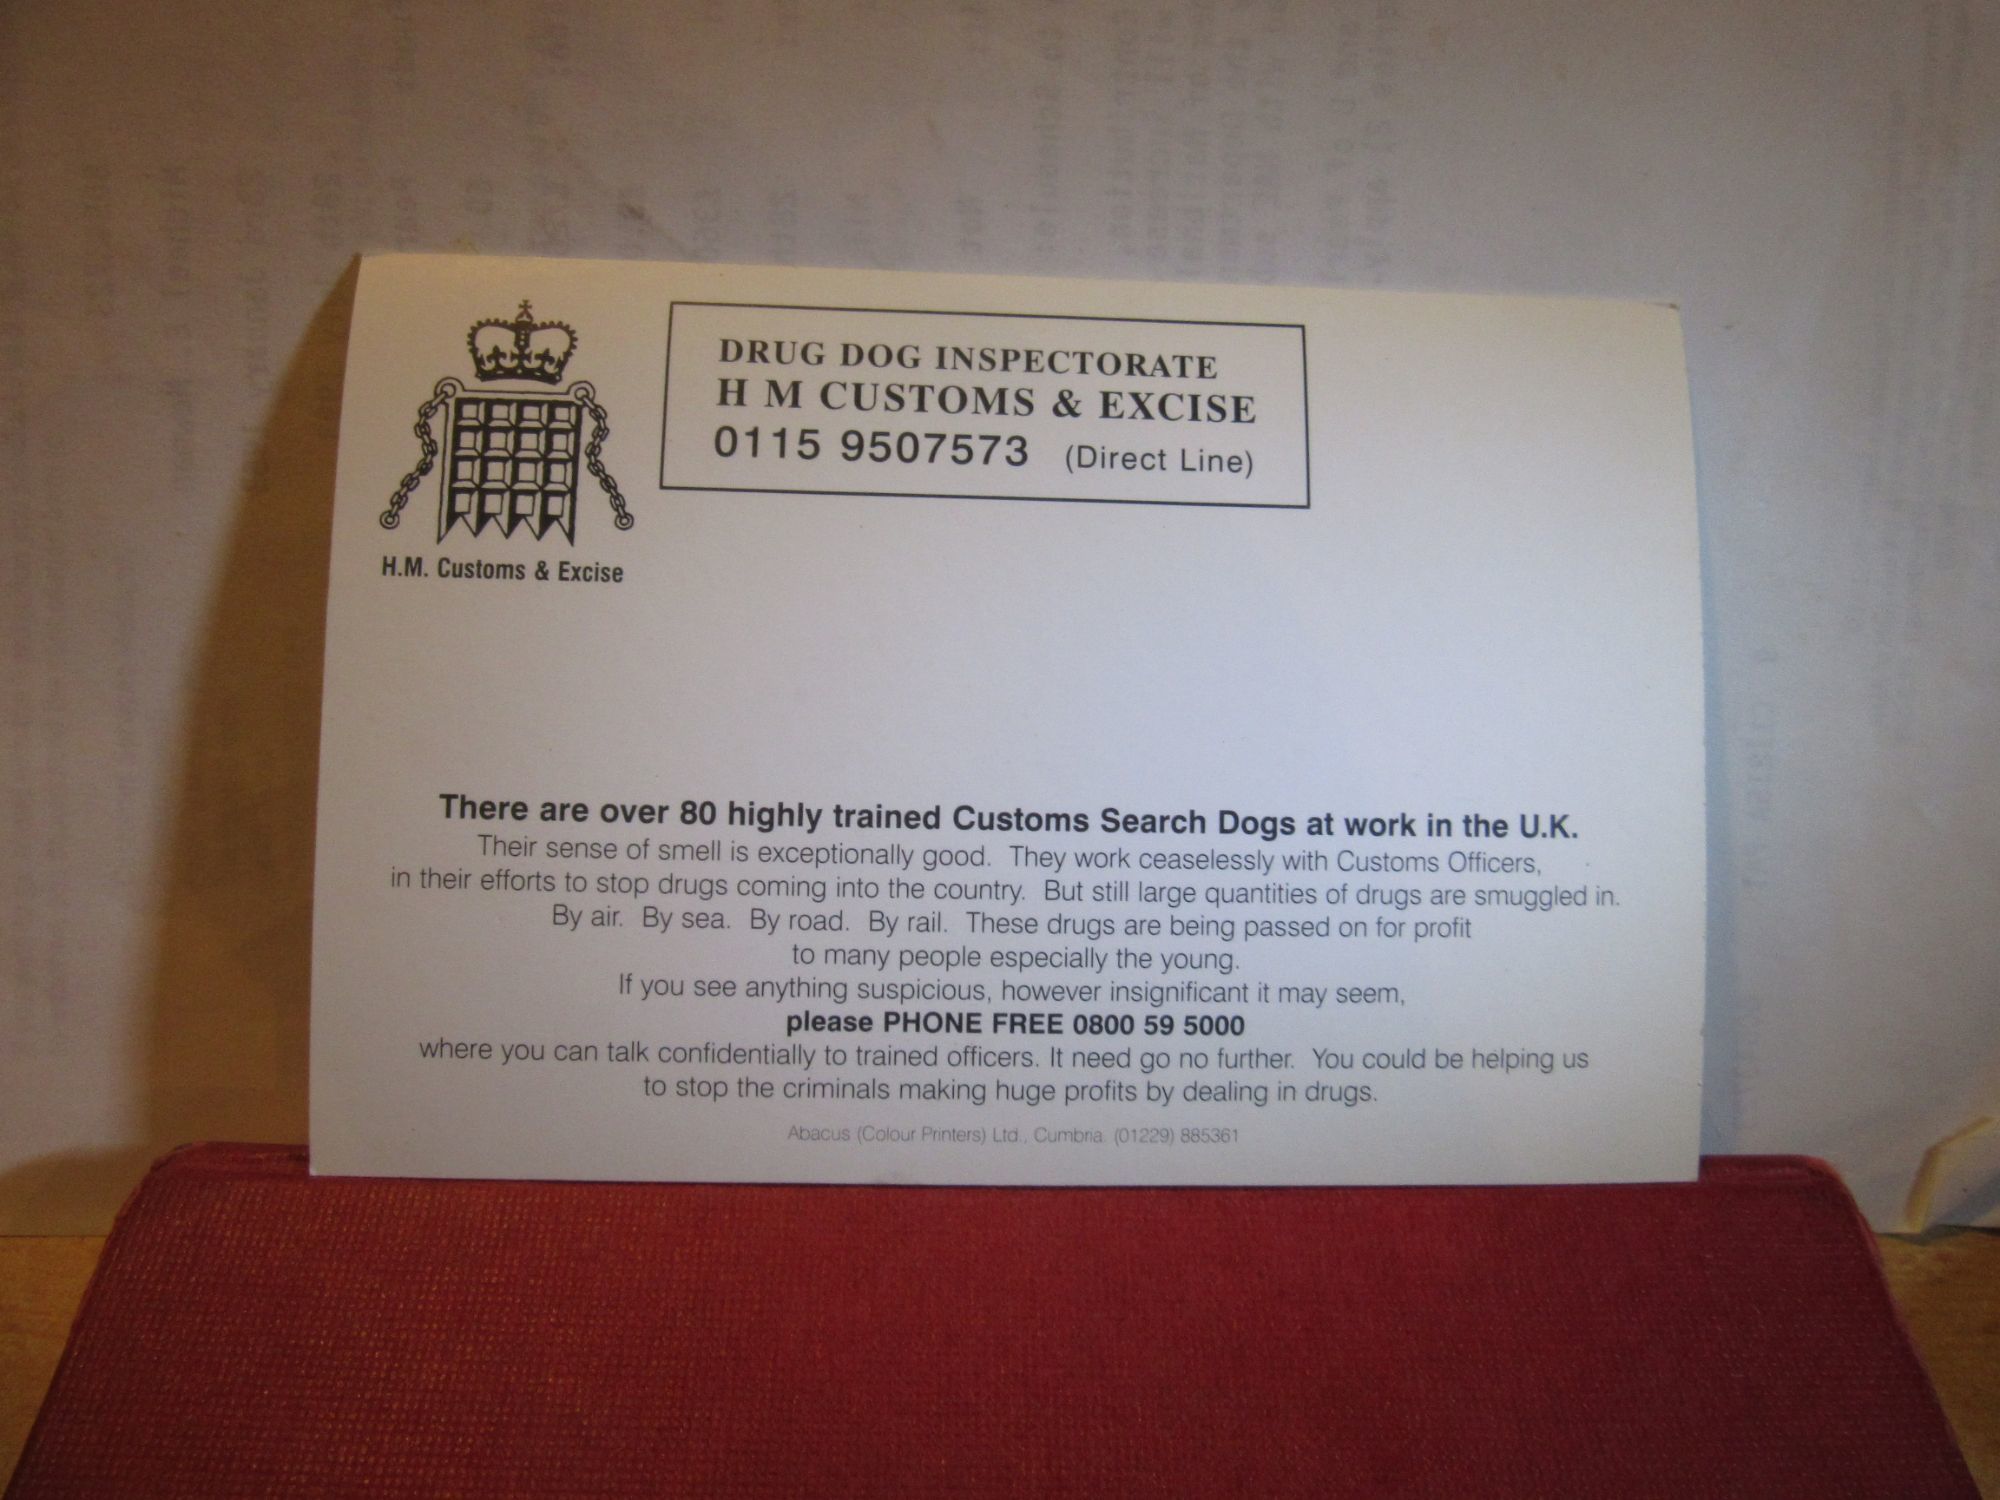 DRUG DOG INSPECTORATE
H M CUSTOMS & EXCISE
0115 9507573 (Direct Line)
H.M. Customs & Excise
There are over 80 highly trained Customs Search Dogs at work in the U.K.
Their sense of smell is exceptionally good. They work ceaselessly with Customs Officers,
in their efforts to stop drugs coming into the country. But still large quantities of drugs are smuggled in.
By air. By sea. By road. By rail. These drugs are being passed on for profit
to many people especially the young.
If you see anything suspicious, however insignificant it may seem,
please PHONE FREE 0800 59 5000
where you can talk confidentially to trained officers. It need go no further. You could be helping us
to stop the criminals making huge profits by dealing in drugs.
Abacus (Colour Printers) Ltd., Cumbria. (01229) 885361